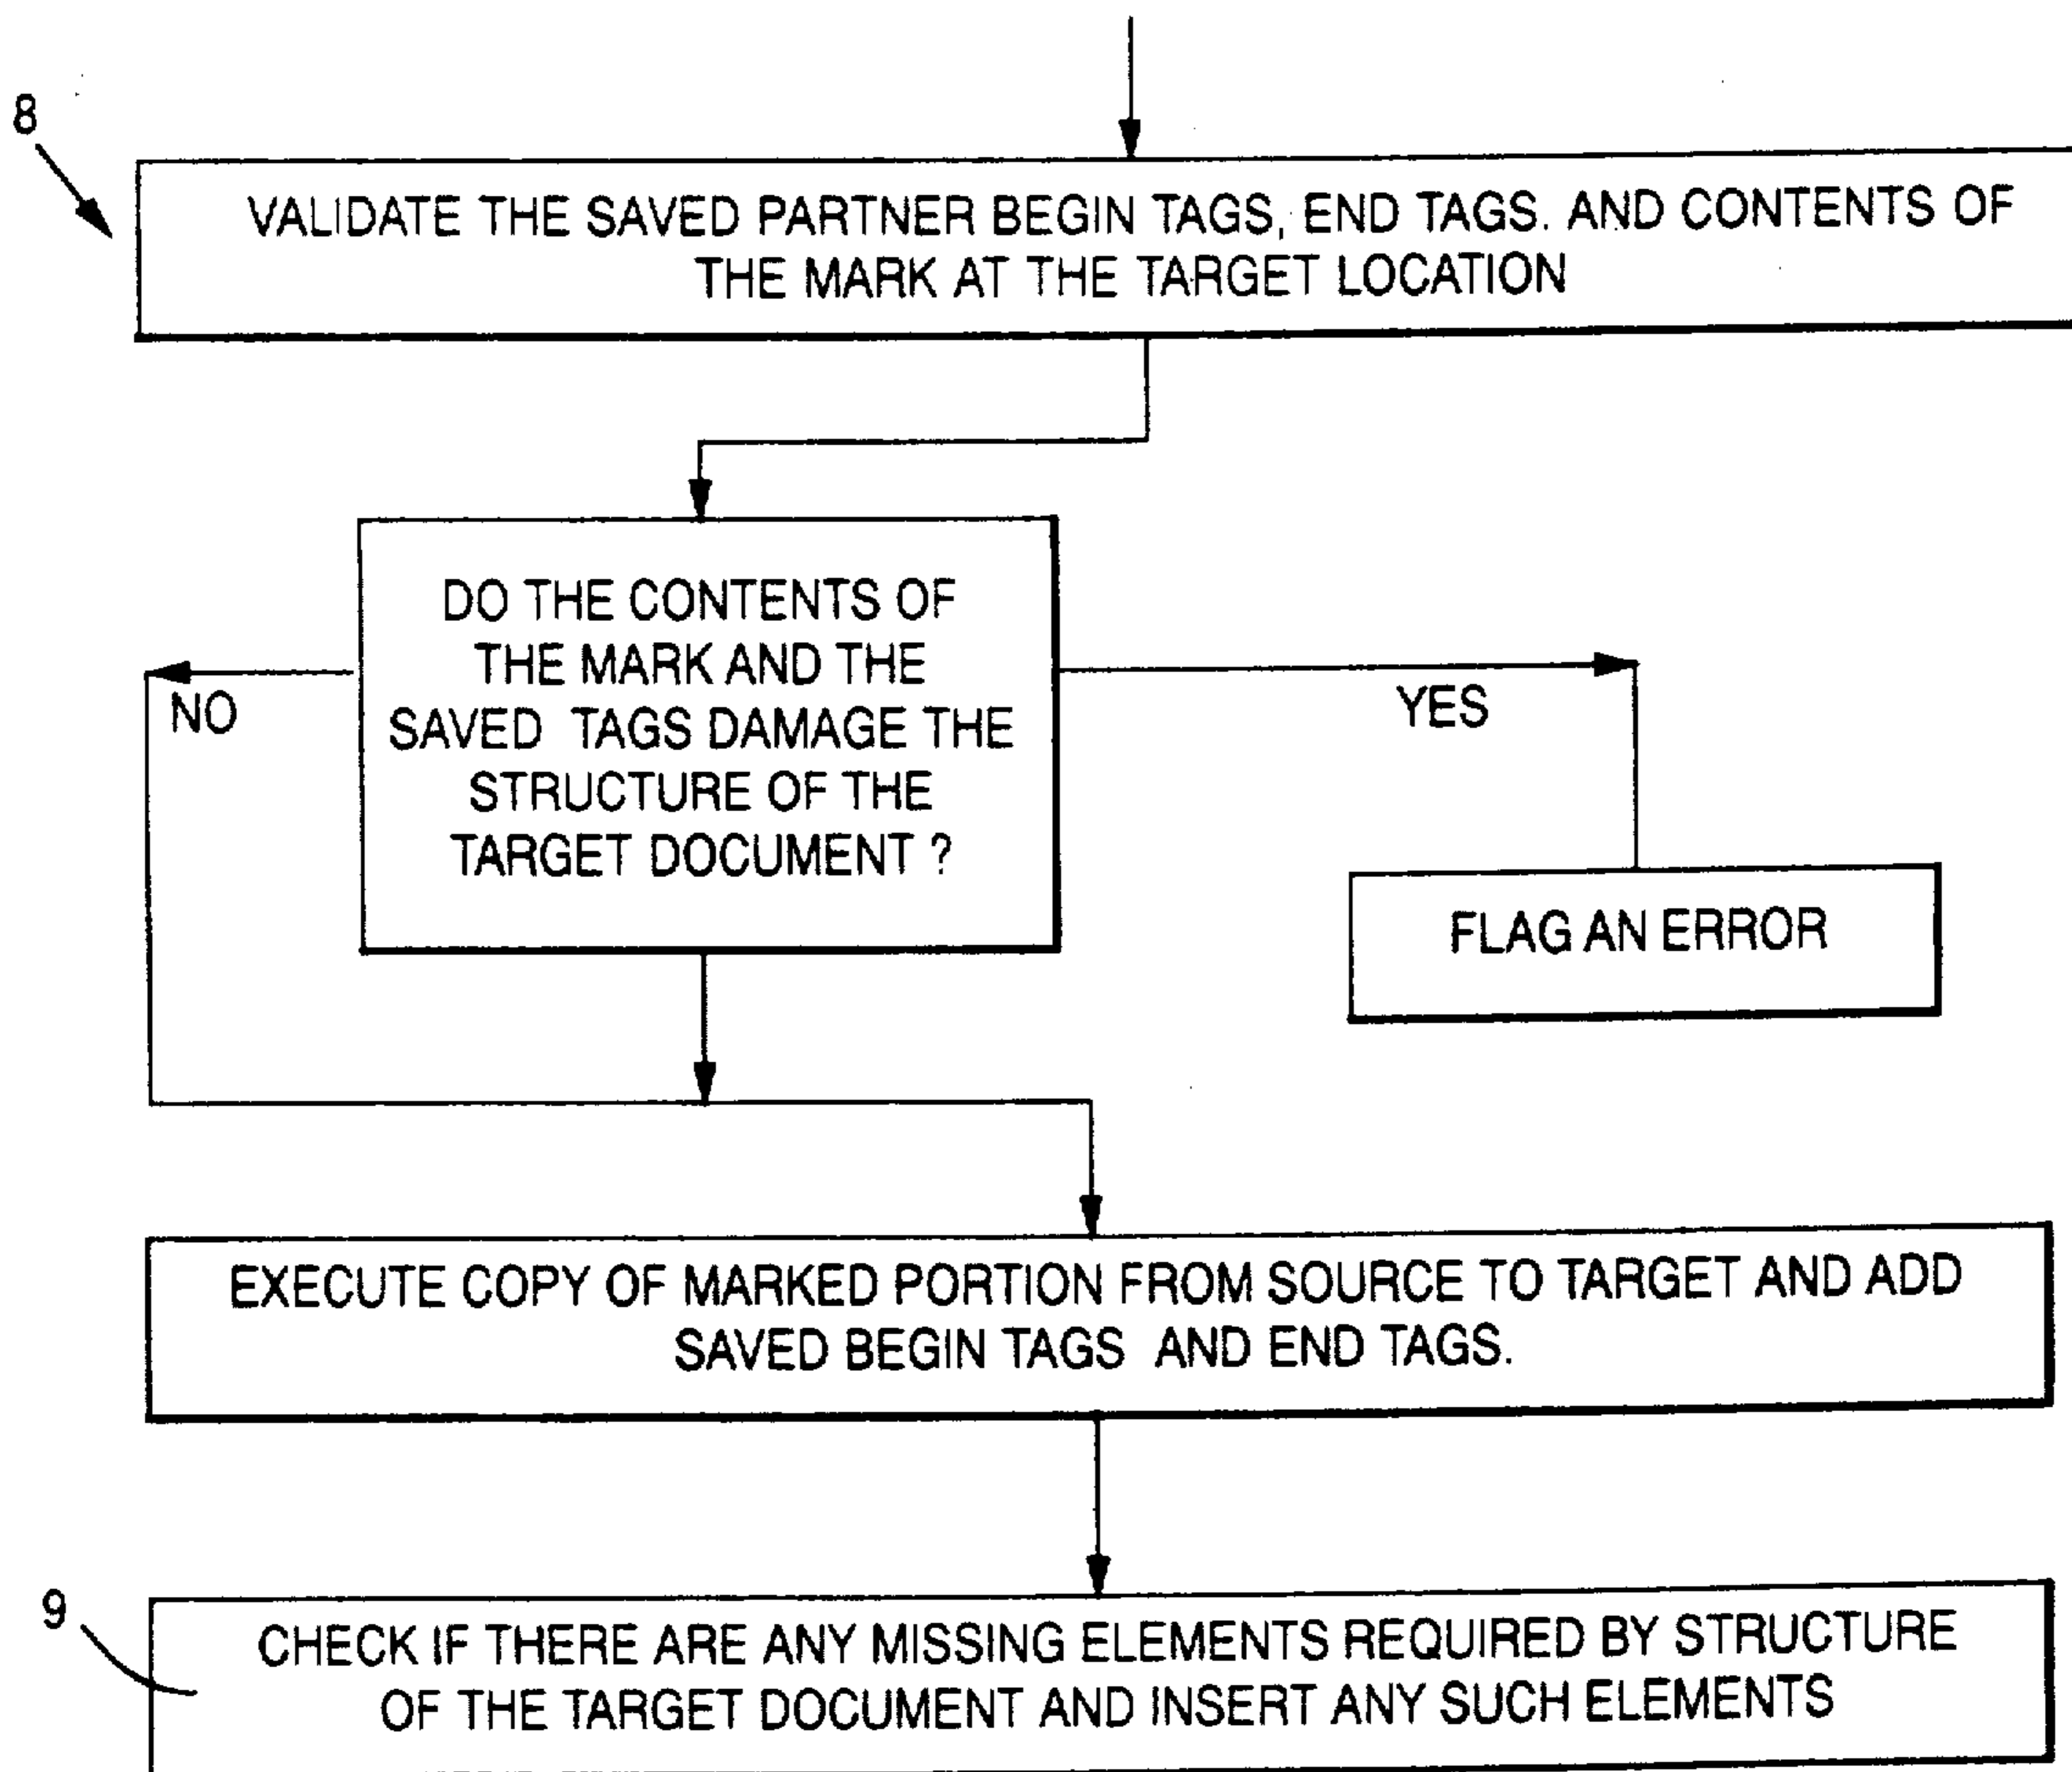 8
VALIDATE THE SAVED PARTNER BEGIN TAGS, END TAGS. AND CONTENTS OF
THE MARK AT THE TARGET LOCATION
DO THE CONTENTS OF
THE MARK AND THE
SAVED TAGS DAMAGE THE
STRUCTURE OF THE
TARGET DOCUMENT ?
NO
YES
FLAG AN ERROR
EXECUTE COPY OF MARKED PORTION FROM SOURCE TO TARGET AND ADD
SAVED BEGIN TAGS AND END TAGS.
9
CHECK IF THERE ARE ANY MISSING ELEMENTS REQUIRED BY STRUCTURE
OF THE TARGET DOCUMENT AND INSERT ANY SUCH ELEMENTS